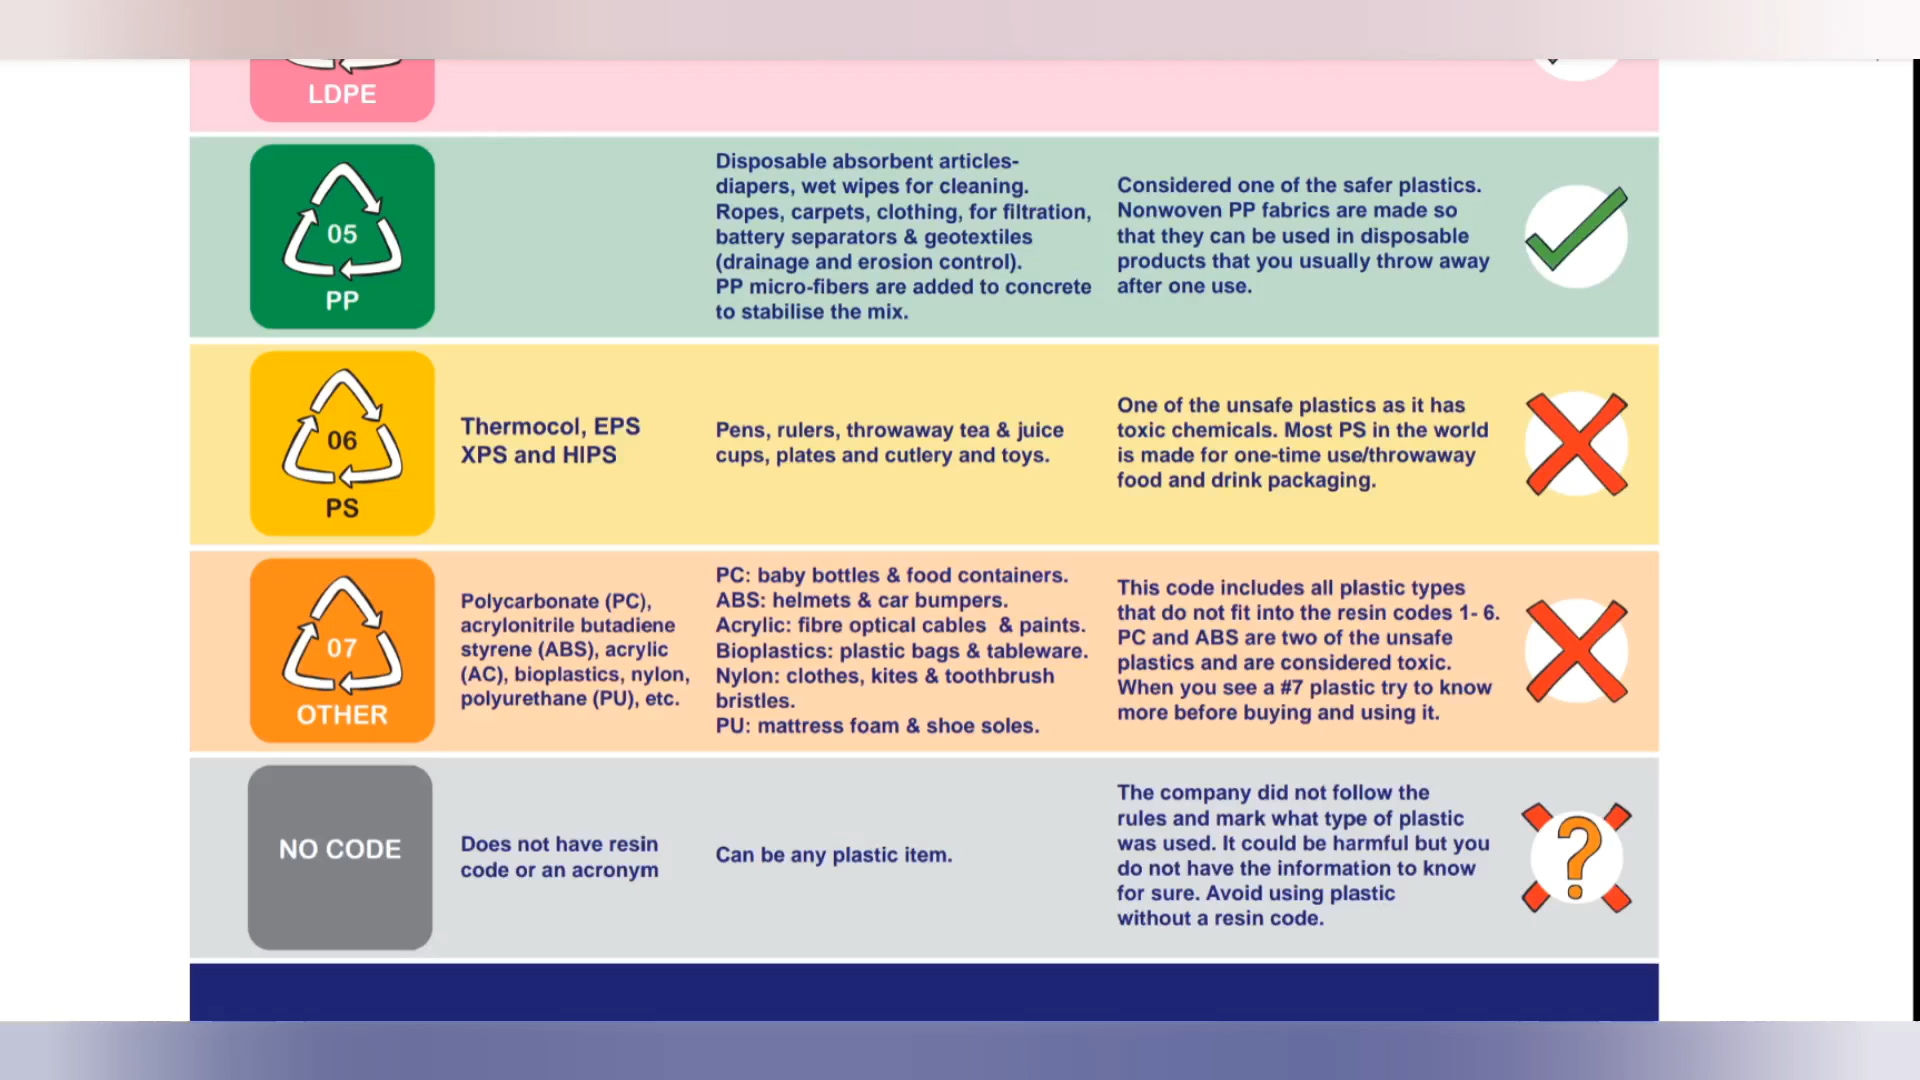 LDPE
05
PP
Disposable absorbent articles-
diapers, wet wipes for cleaning.
Ropes, carpets, clothing, for filtration,
battery separators & geotextiles
(drainage and erosion control).
PP micro-fibers are added to concrete
to stabilise the mix.
Considered one of the safer plastics.
Nonwoven PP fabrics are made so
that they can be used in disposable
products that you usually throw away
after one use.
06
PS
Thermocol, EPS
XPS and HIPS
Pens, rulers, throwaway tea & juice
cups, plates and cutlery and toys.
One of the unsafe plastics as it has
toxic chemicals. Most PS in the world
is made for one-time use/throwaway
food and drink packaging.
07
OTHER
Polycarbonate (PC),
acrylonitrile butadiene
styrene (ABS), acrylic
(AC), bioplastics, nylon,
polyurethane (PU), etc.
PC: baby bottles & food containers.
ABS: helmets & car bumpers.
Acrylic: fibre optical cables & paints.
Bioplastics: plastic bags & tableware.
Nylon: clothes, kites & toothbrush
bristles.
PU: mattress foam & shoe soles.
This code includes all plastic types
that do not fit into the resin codes 1- 6.
PC and ABS are two of the unsafe
plastics and are considered toxic.
When you see a #7 plastic try to know
more before buying and using it.
NO CODE
Does not have resin
code or an acronym
Can be any plastic item.
The company did not follow the
rules and mark what type of plastic
was used. It could be harmful but you
do not have the information to know
for sure. Avoid using plastic
without a resin code.
?